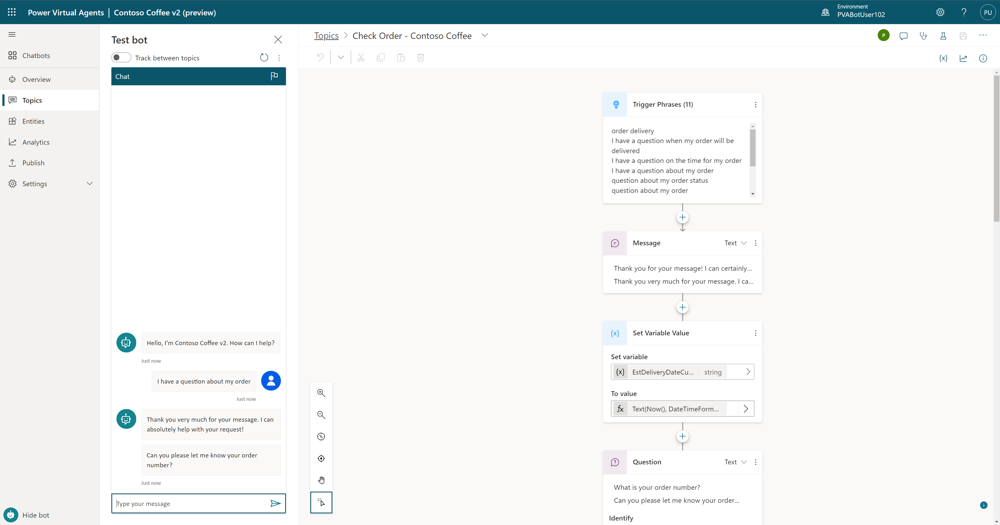 Power Virtual Agents | Contoso Coffee v2 (preview)
Environment
PVABotUser102
PU
Chatbots
Overview
Topics
Entities
Analytics
Publish
Settings
Hide bot
Test bot
Track between topics
Chat
Hello, I’m Contoso Coffee v2. How can I help?
Just now
I have a question about my order
Just now
Thank you very much for your message. I can
absolutely help with your request!
Can you please let me know your order
number?
Just now
Type your message
Topics > Check Order - Contoso Coffee
P
{x}
Trigger Phrases (11)
order delivery
I have a question when my order will be
delivered
I have a question on the time for my order
I have a question about my order
question about my order status
question about my order
Message
Text
Thank you for your message! I can certainly...
Thank you very much for your message. I ca...
{x} Set Variable Value
Set variable
{x} EstDeliveryDateCu... string
To value
fx Text(Now(), DateTimeForm...
Question
Text
What is your order number?
Can you please let me know your order...
Identify